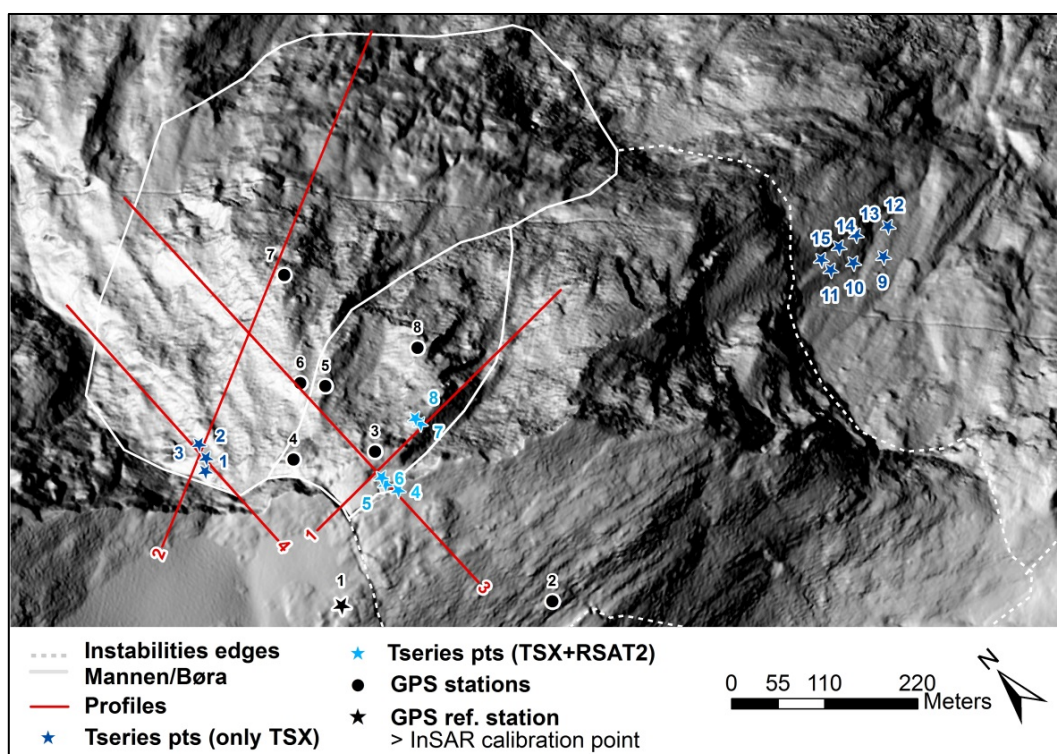 12
13
14
15
7
11
10
9
8
6
5
8
7
2
3
4
3
1
6
5
4
2
4
1
3
1
2
Instabilities edges
Mannen/Børa
Profiles
Tseries pts (only TSX)
Tseries pts (TSX+RSAT2)
GPS stations
GPS ref. station
> InSAR calibration point
N
0 55 110 220
Meters